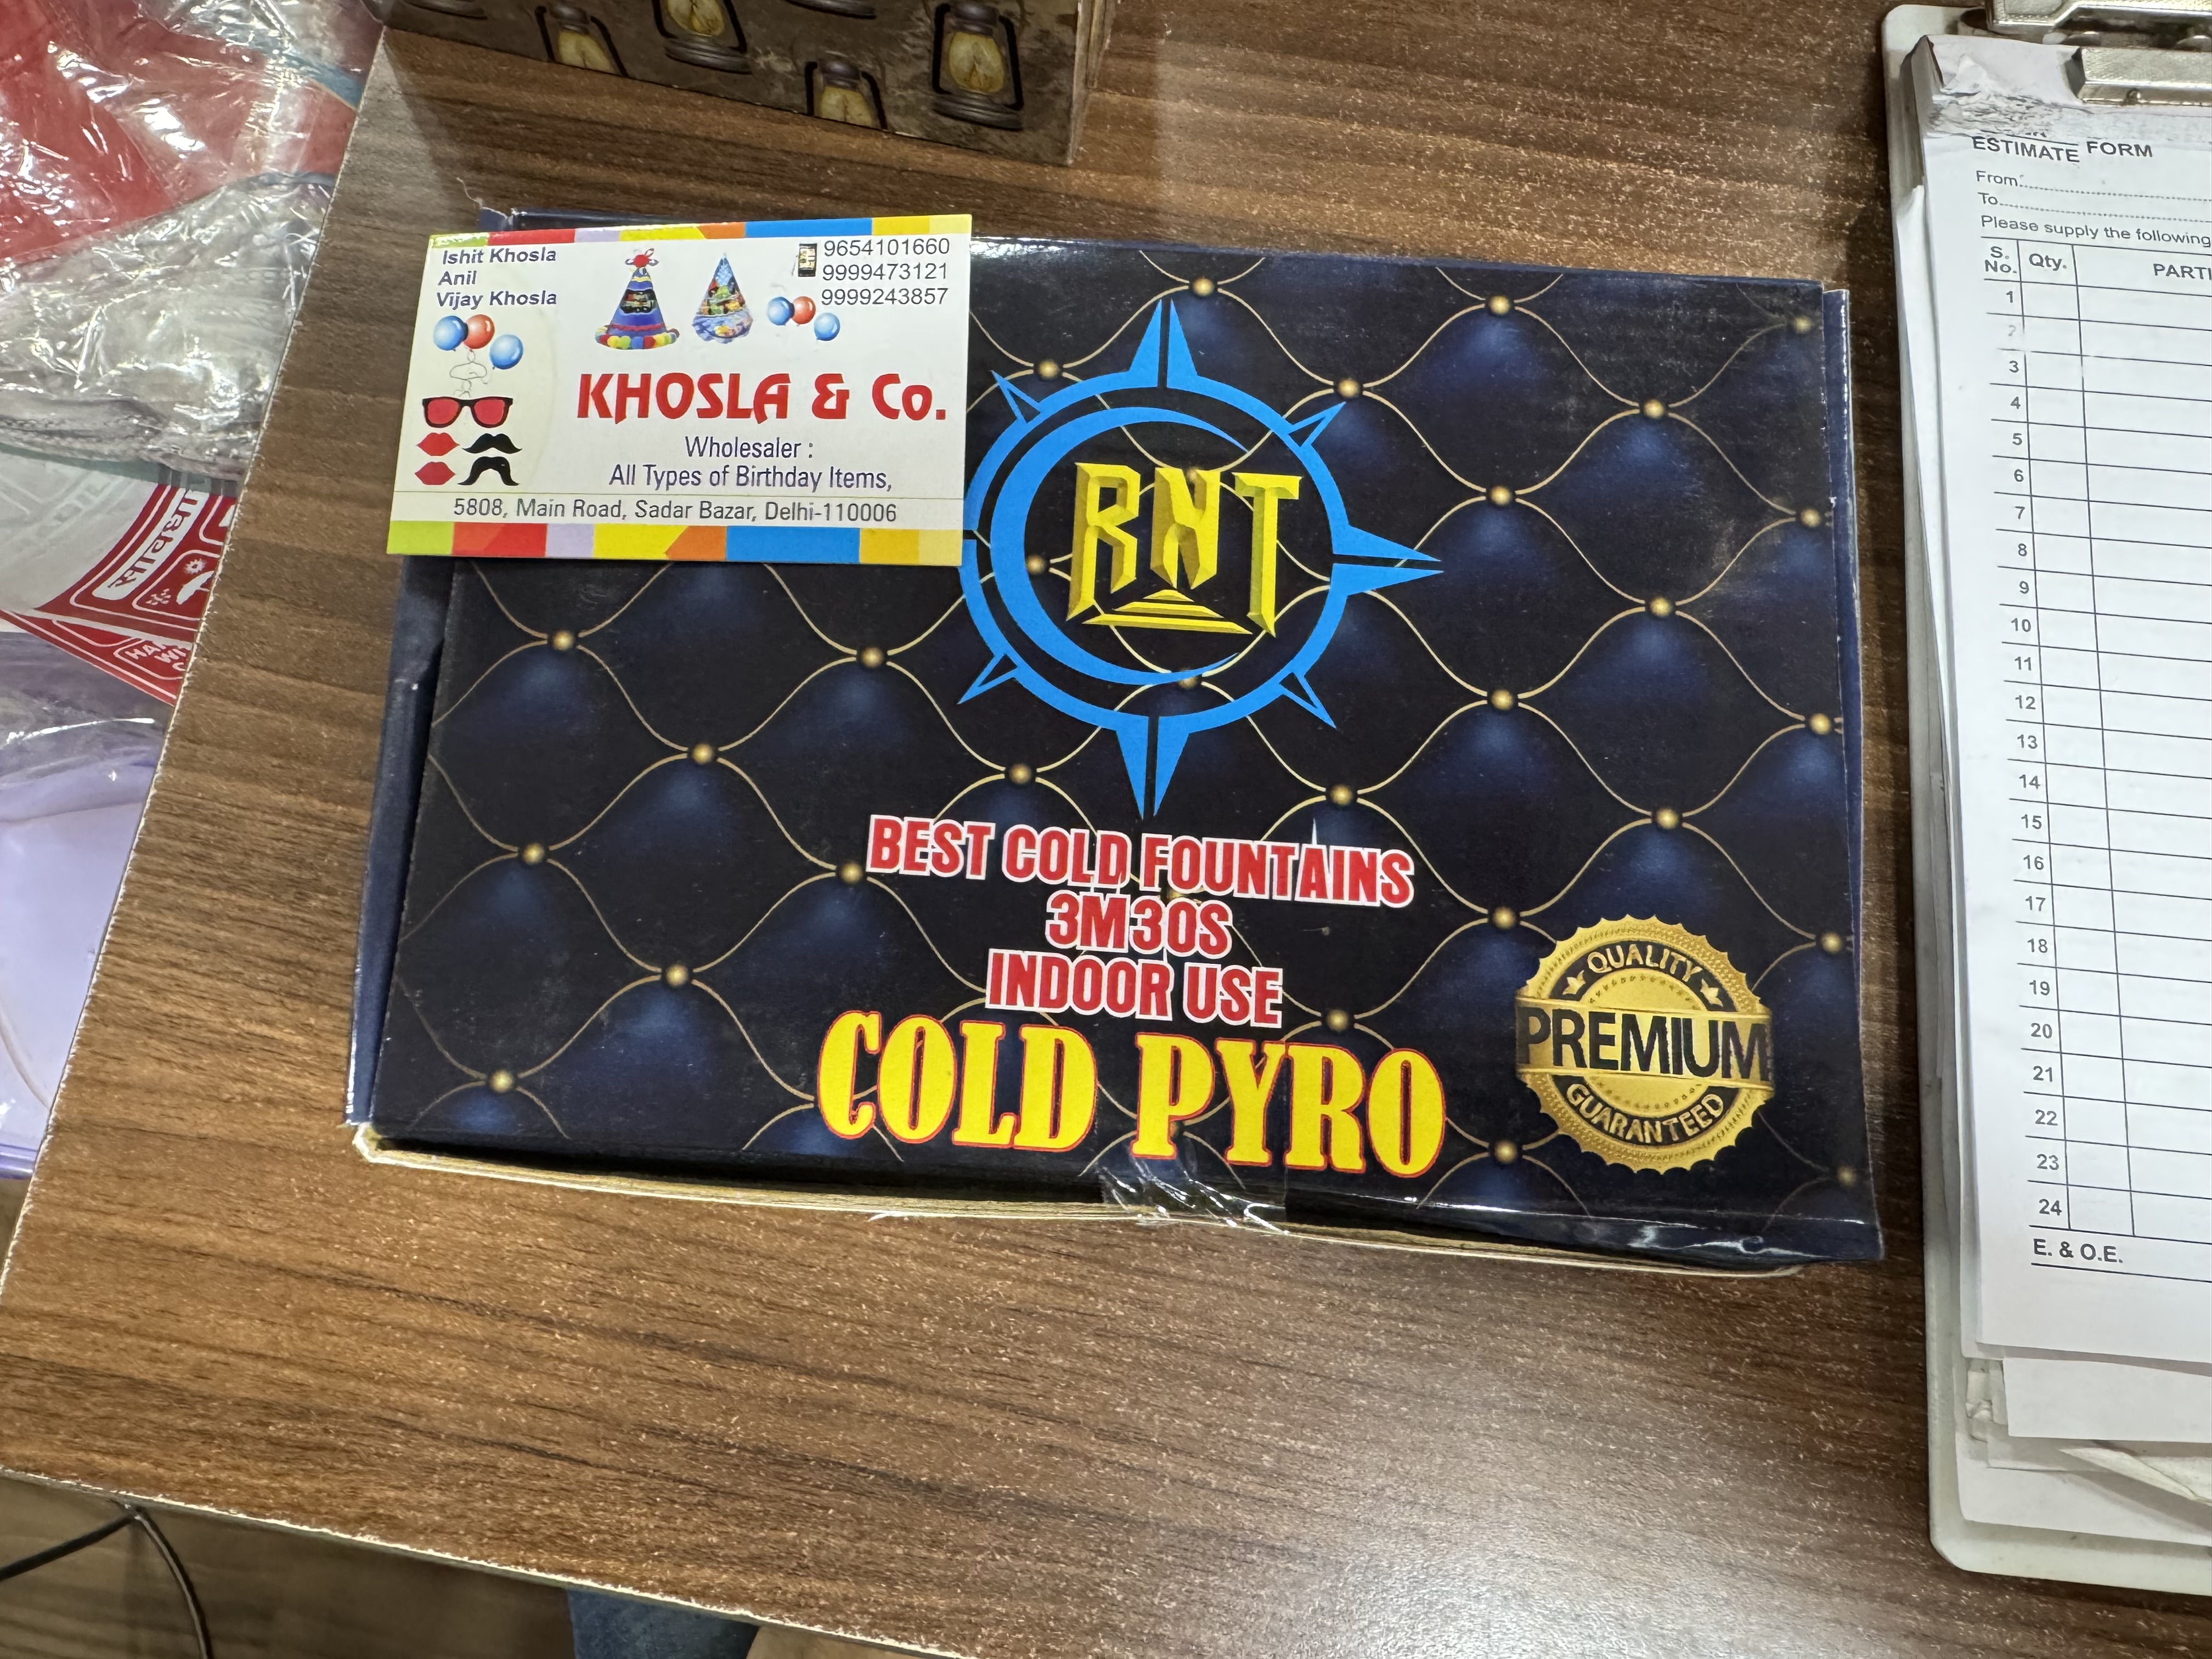 Ishit Khosla
Anil
Vijay Khosla
9654101660
9999473121
9999243857
KHOSLA & Co.
Wholesaler :
All Types of Birthday Items,
5808, Main Road, Sadar Bazar, Delhi-110006
RNT
BEST COLD FOUNTAINS
3M30S
INDOOR USE
COLD PYRO
QUALITY
PREMIUM
GUARANTEED
ESTIMATE FORM
From:
To
Please supply the following
S. No. Qty.
1
2
3
4
5
6
7
8
9
10
11
12
13
14
15
16
17
18
19
20
21
22
23
24
E. & O.E.